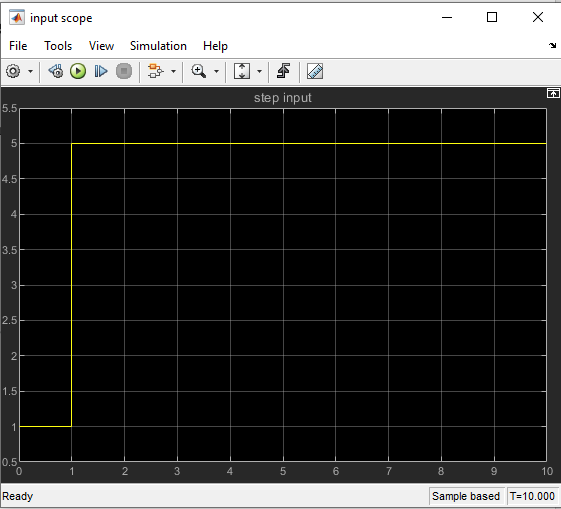 input scope
File Tools View Simulation Help
step input
5.5
5
4.5
4
3.5
3
2.5
2
1.5
1
0.5
0 1 2 3 4 5 6 7 8 9 10
Ready Sample based T=10.000